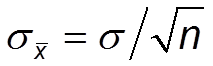 σ_x̄ = σ/√n